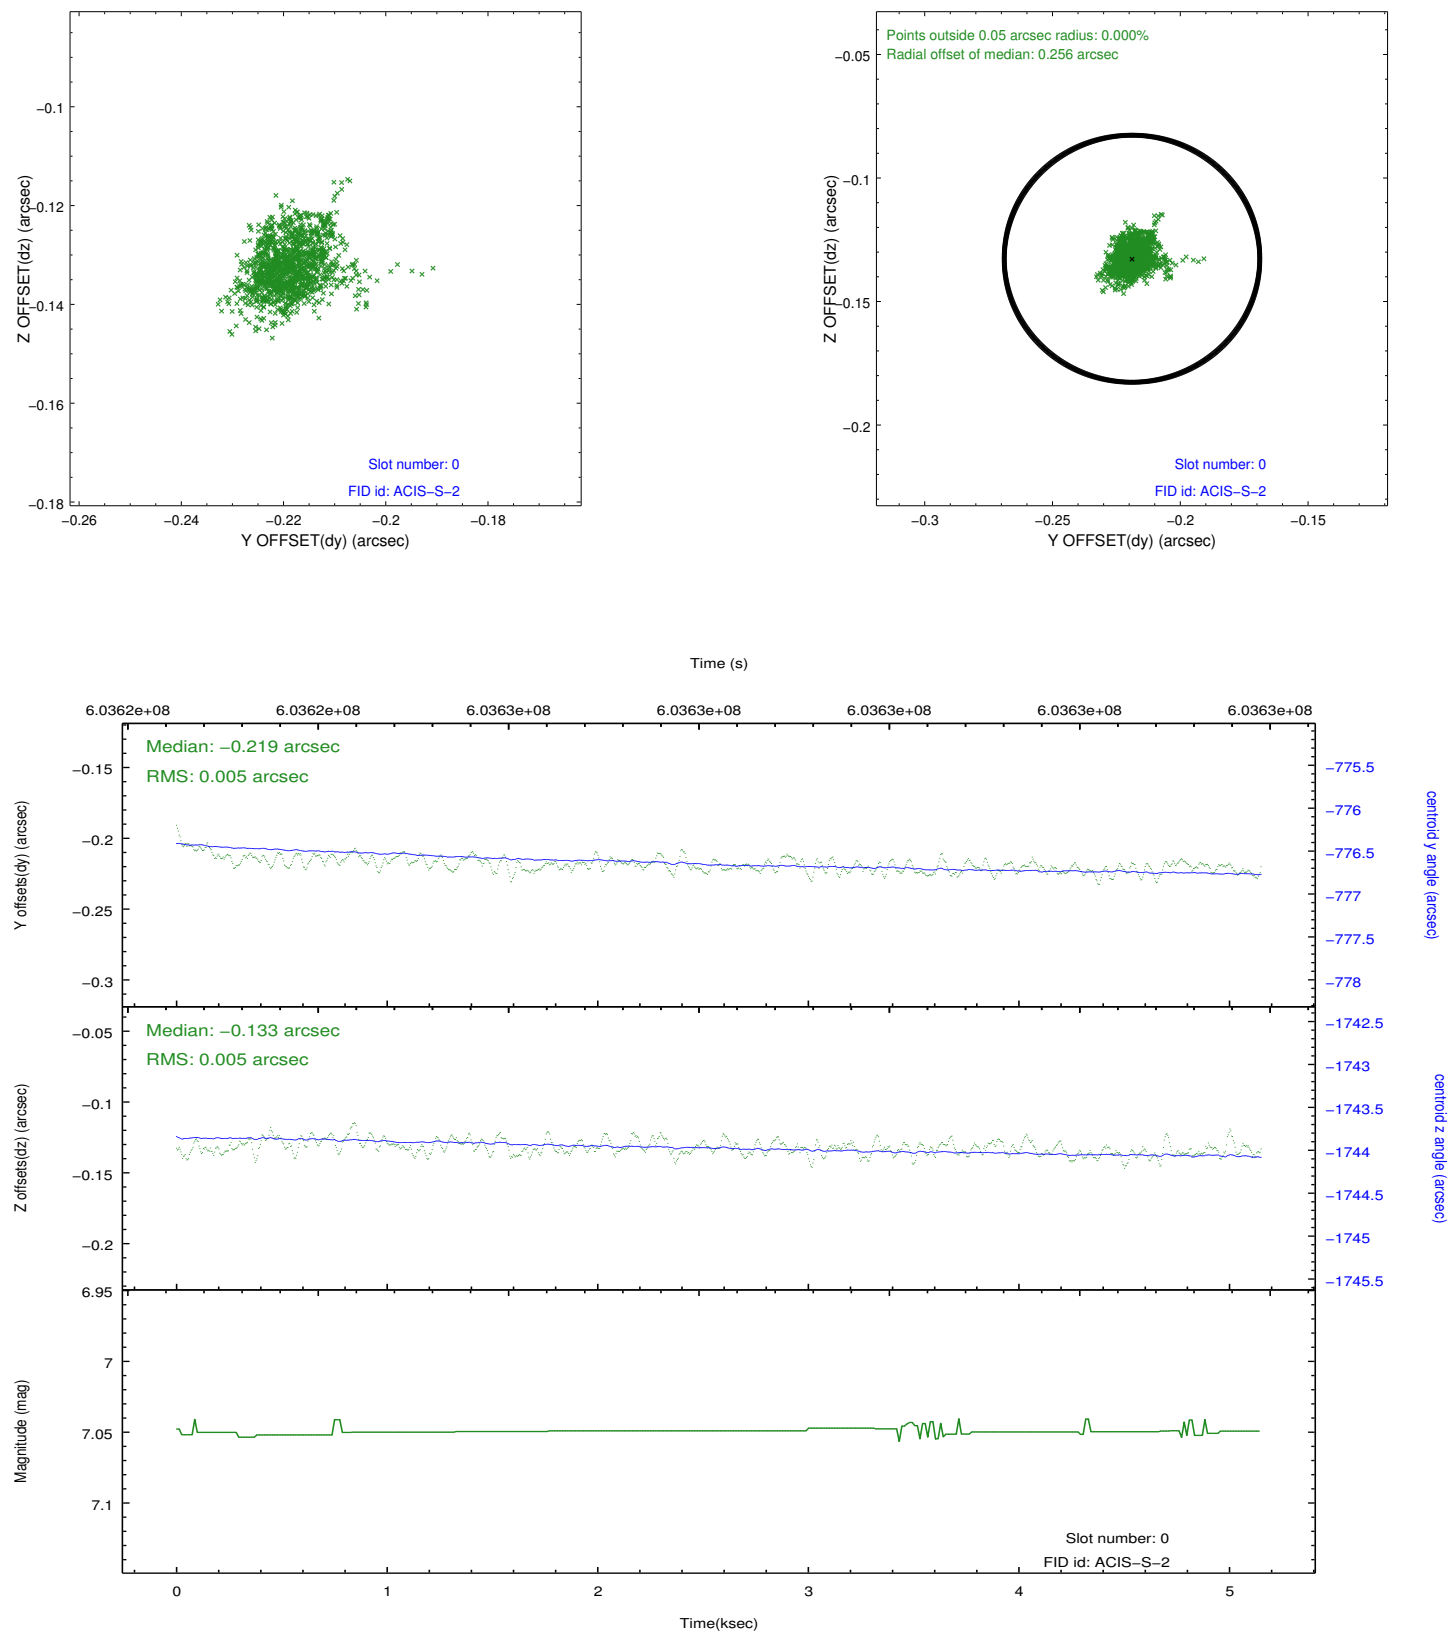 −0.1
−0.12
−0.14
−0.16
−0.18
Z OFFSET(dz) (arcsec)
Slot number: 0
FID id: ACIS−S−2
−0.26 −0.24 −0.22 −0.2 −0.18
Y OFFSET(dy) (arcsec)
Points outside 0.05 arcsec radius: 0.000%
Radial offset of median: 0.256 arcsec
−0.05
−0.1
−0.15
−0.2
Z OFFSET(dz) (arcsec)
Slot number: 0
FID id: ACIS−S−2
−0.3 −0.25 −0.2 −0.15
Y OFFSET(dy) (arcsec)
Time (s)
6.0362e+08 6.0362e+08 6.0363e+08 6.0363e+08 6.0363e+08 6.0363e+08 6.0363e+08
Median: −0.219 arcsec
RMS: 0.005 arcsec
−0.15
−0.2
−0.25
−0.3
Y offsets(dy) (arcsec)
−775.5
−776
−776.5
−777
−777.5
−778
centroid y angle (arcsec)
Median: −0.133 arcsec
RMS: 0.005 arcsec
−0.05
−0.1
−0.15
−0.2
Z offsets(dz) (arcsec)
−1742.5
−1743
−1743.5
−1744
−1744.5
−1745
−1745.5
centroid z angle (arcsec)
6.95
7
7.05
7.1
Magnitude (mag)
Slot number: 0
FID id: ACIS−S−2
0 1 2 3 4 5
Time(ksec)